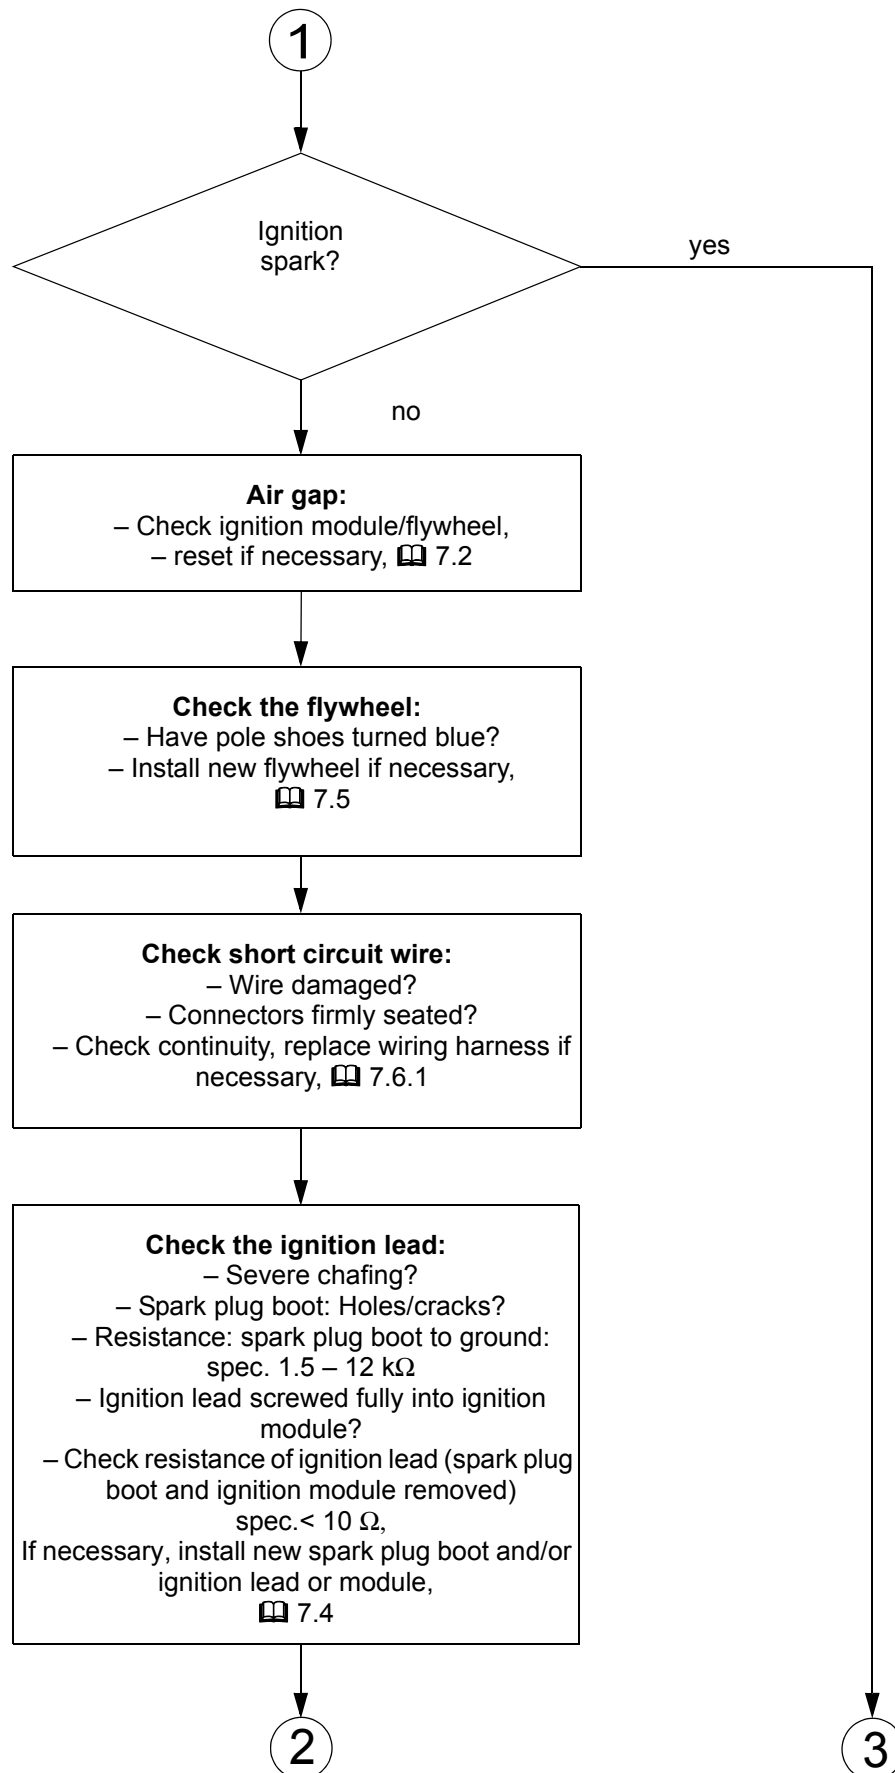 1
Ignition
spark?
yes
no
Air gap:
– Check ignition module/flywheel,
– reset if necessary, 🕮 7.2
Check the flywheel:
– Have pole shoes turned blue?
– Install new flywheel if necessary,
🕮 7.5
Check short circuit wire:
– Wire damaged?
– Connectors firmly seated?
– Check continuity, replace wiring harness if
necessary, 🕮 7.6.1
Check the ignition lead:
– Severe chafing?
– Spark plug boot: Holes/cracks?
– Resistance: spark plug boot to ground:
spec. 1.5 – 12 kΩ
– Ignition lead screwed fully into ignition
module?
– Check resistance of ignition lead (spark plug
boot and ignition module removed)
spec.< 10 Ω,
If necessary, install new spark plug boot and/or
ignition lead or module,
🕮 7.4
2
3